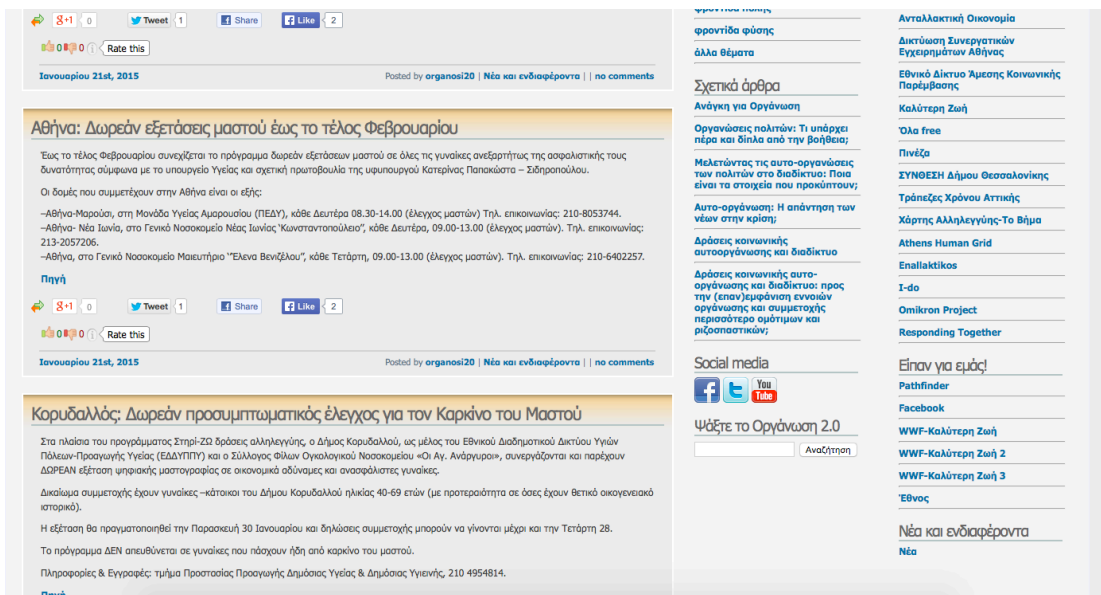 g+1 0 Tweet 1 Share Like 2
0 0 Rate this
Ιανουαρίου 21st, 2015 Posted by organosi20 | Νέα και ενδιαφέροντα | | no comments
Αθήνα: Δωρεάν εξετάσεις μαστού έως το τέλος Φεβρουαρίου
Έως το τέλος Φεβρουαρίου συνεχίζεται το πρόγραμμα δωρεάν εξετάσεων μαστού σε όλες τις γυναίκες ανεξαρτήτως της ασφαλιστικής τους
δυνατότητας σύμφωνα με το υπουργείο Υγείας και σχετική πρωτοβουλία της υφυπουργού Κατερίνας Παπακώστα – Σιδηροπούλου.
Οι δομές που συμμετέχουν στην Αθήνα είναι οι εξής:
–Αθήνα-Μαρούσι, στη Μονάδα Υγείας Αμαρουσίου (ΠΕΔΥ), κάθε Δευτέρα 08.30-14.00 (έλεγχος μαστών) Τηλ. επικοινωνίας: 210-8053744.
–Αθήνα- Νέα Ιωνία, στο Γενικό Νοσοκομείο Νέας Ιωνίας ‘Κωνσταντοπούλειο’’, κάθε Δευτέρα, 09.00-13.00 (έλεγχος μαστών). Τηλ. επικοινωνίας:
213-2057206.
–Αθήνα, στο Γενικό Νοσοκομείο Μαιευτήριο ‘’Έλενα Βενιζέλου’’, κάθε Τετάρτη, 09.00-13.00 (έλεγχος μαστών). Τηλ. επικοινωνίας: 210-6402257.
Πηγή
g+1 0 Tweet 1 Share Like 2
0 0 Rate this
Ιανουαρίου 21st, 2015 Posted by organosi20 | Νέα και ενδιαφέροντα | | no comments
Κορυδαλλός: Δωρεάν προσυμπτωματικός έλεγχος για τον Καρκίνο του Μαστού
Στα πλαίσια του προγράμματος Στηρί-ΖΩ δράσεις αλληλεγγύης, ο Δήμος Κορυδαλλού, ως μέλος του Εθνικού Διαδημοτικού Δικτύου Υγιών
Πόλεων-Προαγωγής Υγείας (ΕΔΔΥΠΠΥ) και ο Σύλλογος Φίλων Ογκολογικού Νοσοκομείου «Οι Αγ. Ανάργυροι», συνεργάζονται και παρέχουν
ΔΩΡΕΑΝ εξέταση ψηφιακής μαστογραφίας σε οικονομικά αδύναμες και ανασφάλιστες γυναίκες.
Δικαίωμα συμμετοχής έχουν γυναίκες –κάτοικοι του Δήμου Κορυδαλλού ηλικίας 40-69 ετών (με προτεραιότητα σε όσες έχουν θετικό οικογενειακό
ιστορικό).
Η εξέταση θα πραγματοποιηθεί την Παρασκευή 30 Ιανουαρίου και δηλώσεις συμμετοχής μπορούν να γίνονται μέχρι και την Τετάρτη 28.
Το πρόγραμμα ΔΕΝ απευθύνεται σε γυναίκες που πάσχουν ήδη από καρκίνο του μαστού.
Πληροφορίες & Εγγραφές: τμήμα Προστασίας Προαγωγής Δημόσιας Υγείας & Δημόσιας Υγιεινής, 210 4954814.
Πηγή
φροντίδα πόλης
φροντίδα φύσης
άλλα θέματα
Σχετικά άρθρα
Ανάγκη για Οργάνωση
Οργανώσεις πολιτών: Τι υπάρχει
πέρα και δίπλα από την βοήθεια;
Μελετώντας τις αυτο-οργανώσεις
των πολιτών στο διαδίκτυο: Ποια
είναι τα στοιχεία που προκύπτουν;
Αυτο-οργάνωση: Η απάντηση των
νέων στην κρίση;
Δράσεις κοινωνικής
αυτοοργάνωσης και διαδίκτυο
Δράσεις κοινωνικής αυτο-
οργάνωσης και διαδίκτυο: προς
την (επαν)εμφάνιση εννοιών
οργάνωσης και συμμετοχής
περισσότερο ομότιμων και
ριζοσπαστικών;
Social media
You
Tube
Ψάξτε το Οργάνωση 2.0
Αναζήτηση
Ανταλλακτική Οικονομία
Δικτύωση Συνεργατικών
Εγχειρημάτων Αθήνας
Εθνικό Δίκτυο Άμεσης Κοινωνικής
Παρέμβασης
Καλύτερη Ζωή
Όλα free
Πινέζα
ΣΥΝΘΕΣΗ Δήμου Θεσσαλονίκης
Τράπεζες Χρόνου Αττικής
Χάρτης Αλληλεγγύης-Το Βήμα
Athens Human Grid
Enallaktikos
I-do
Omikron Project
Responding Together
Είπαν για εμάς!
Pathfinder
Facebook
WWF-Καλύτερη Ζωή
WWF-Καλύτερη Ζωή 2
WWF-Καλύτερη Ζωή 3
Έθνος
Νέα και ενδιαφέροντα
Νέα